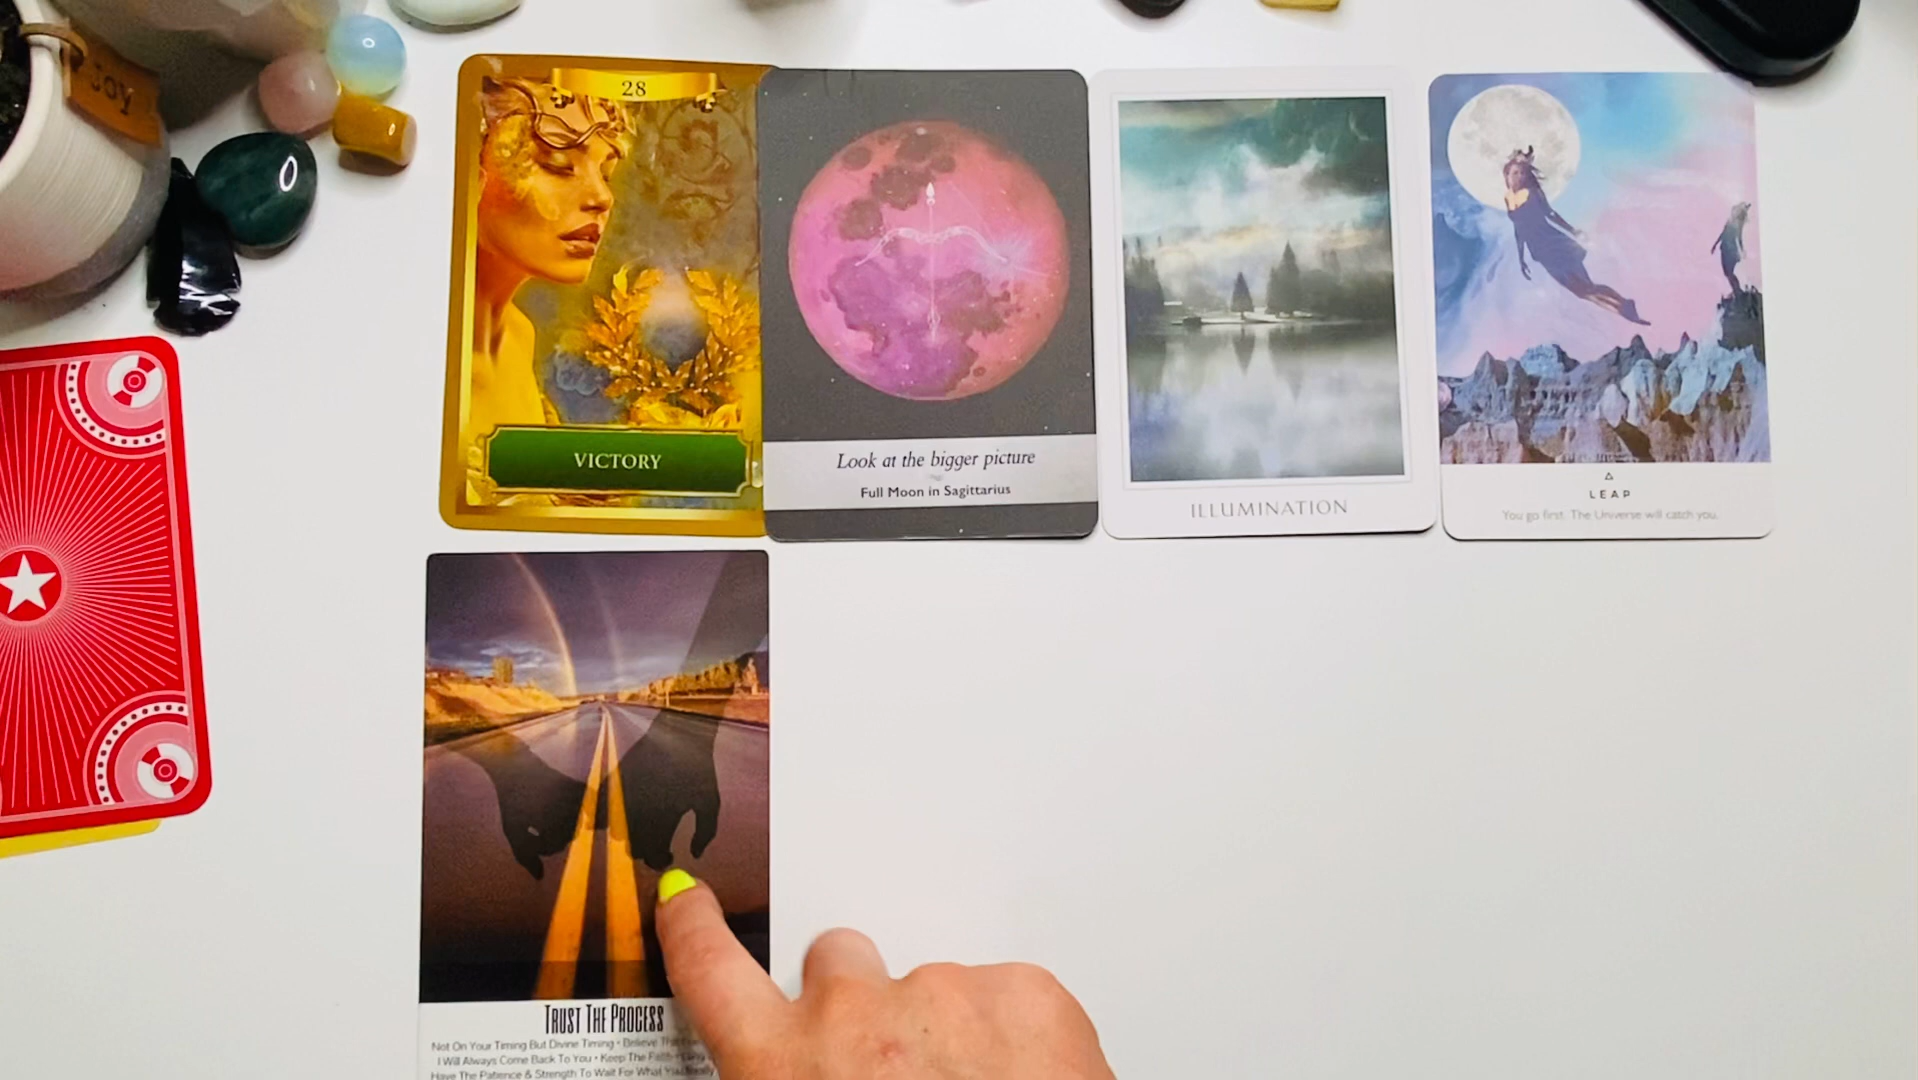 Joy
28
VICTORY
Look at the bigger picture
Full Moon in Sagittarius
ILLUMINATION
LEAP
You go first. The Universe will catch you.
TRUST THE PROCESS
Not On Your Timing But Divine Timing • Believe
I Will Always Come Back To You • Keep The Faith
Have The Patience & Strength To Wait For What You